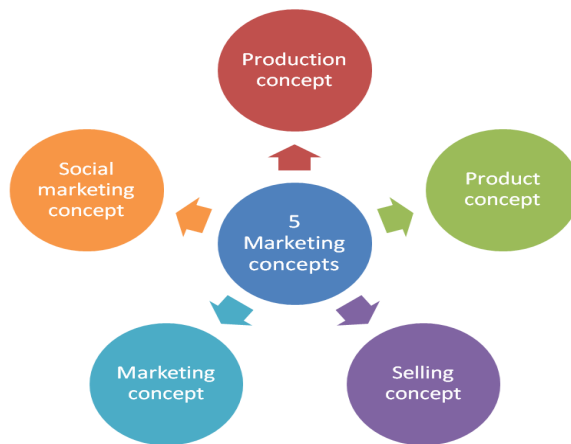 Production
concept
Product
concept
Selling
concept
Marketing
concept
Social
marketing
concept
5
Marketing
concepts